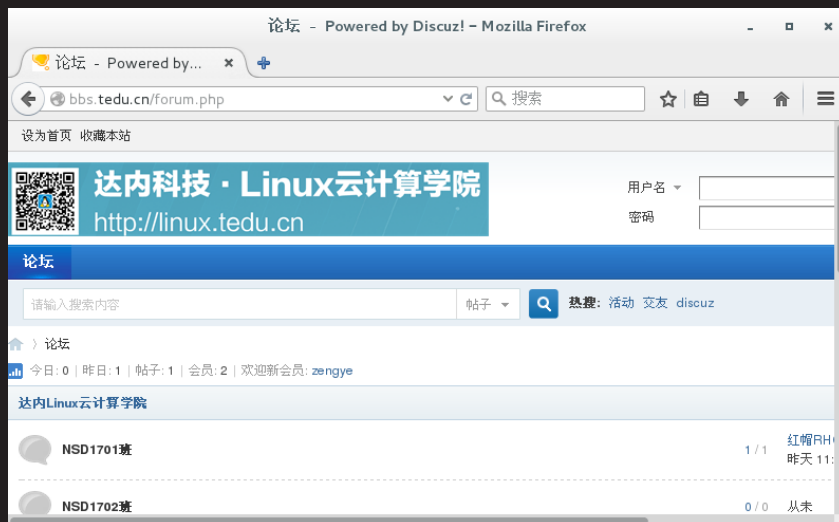 论坛 - Powered by Discuz! - Mozilla Firefox
论坛 - Powered by...
bbs.tedu.cn/forum.php
搜索
设为首页 收藏本站
达内科技·Linux云计算学院
http://linux.tedu.cn
用户名
密码
论坛
请输入搜索内容 帖子 热搜: 活动 交友 discuz
论坛
今日: 0 | 昨日: 1 | 帖子: 1 | 会员: 2 | 欢迎新会员: zengye
达内Linux云计算学院
NSD1701班 1 / 1 红帽RH
昨天 11:
NSD1702班 0 / 0 从未